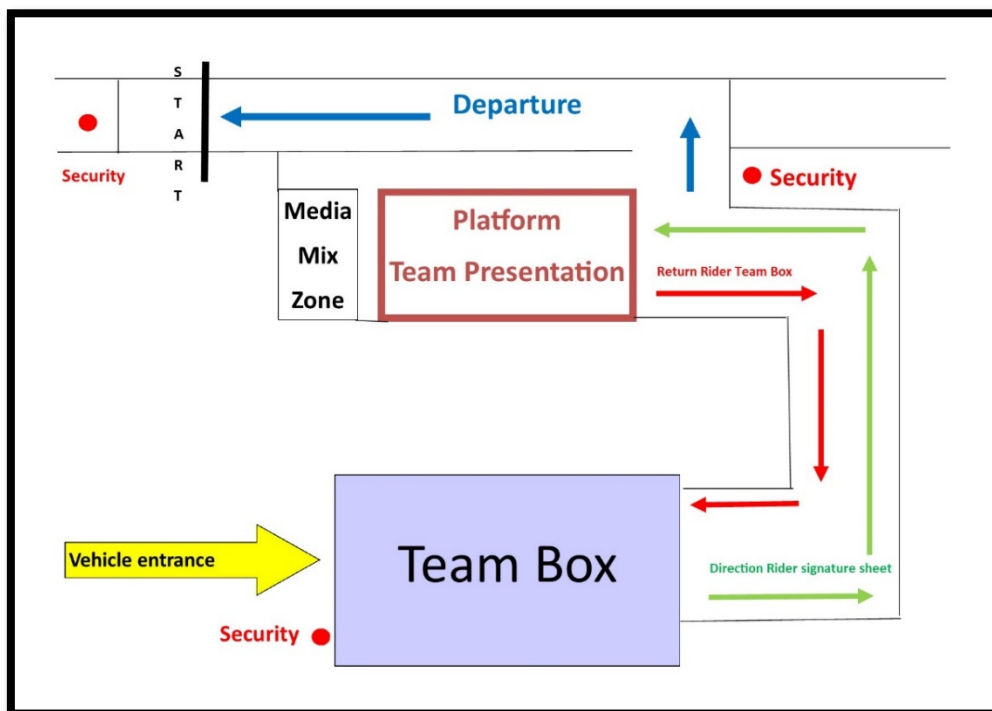 START
Departure
Security
Security
Media
Mix
Zone
Platform
Team Presentation
Return Rider Team Box
Vehicle entrance
Team Box
Direction Rider signature sheet
Security